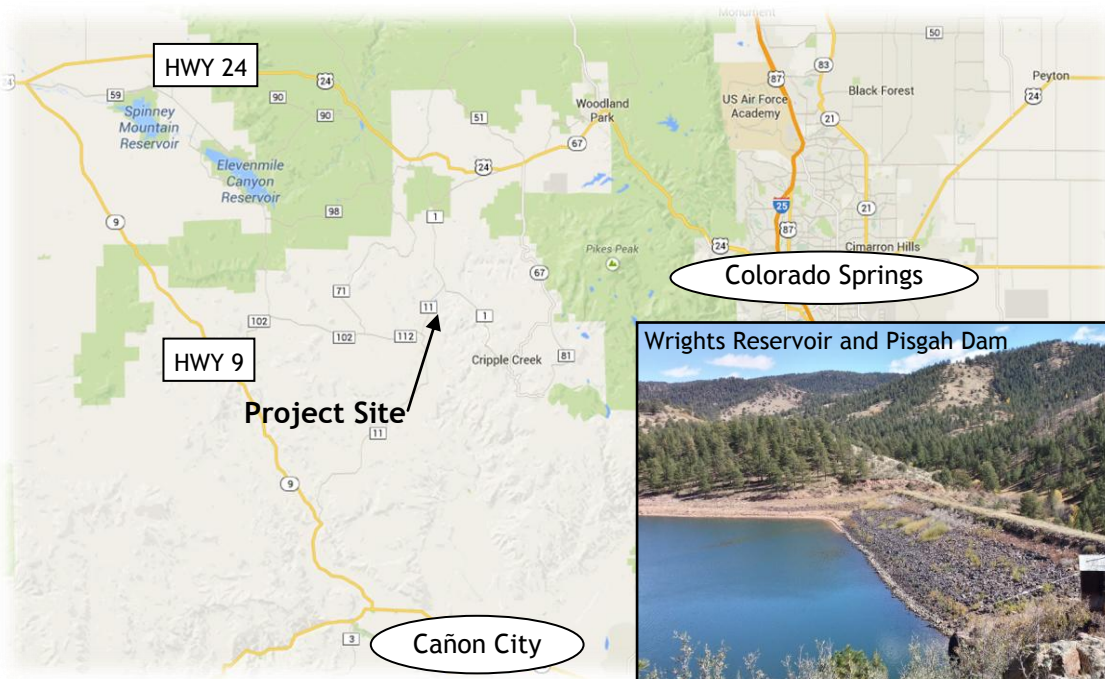 Monument
50
HWY 24
24
87
83
Peyton
24
24
59
Spinney
Mountain
Reservoir
90
90
Woodland
Park
US Air Force
Academy
Black Forest
24
51
67
21
Elevenmile
Canyon
Reservoir
24
98
1
25
21
9
87
24
Cimarron Hills
Pikes Peak
67
Colorado Springs
71
11
1
102
102
112
Cripple Creek
81
HWY 9
Wrights Reservoir and Pisgah Dam
Project Site
11
9
3
Cañon City